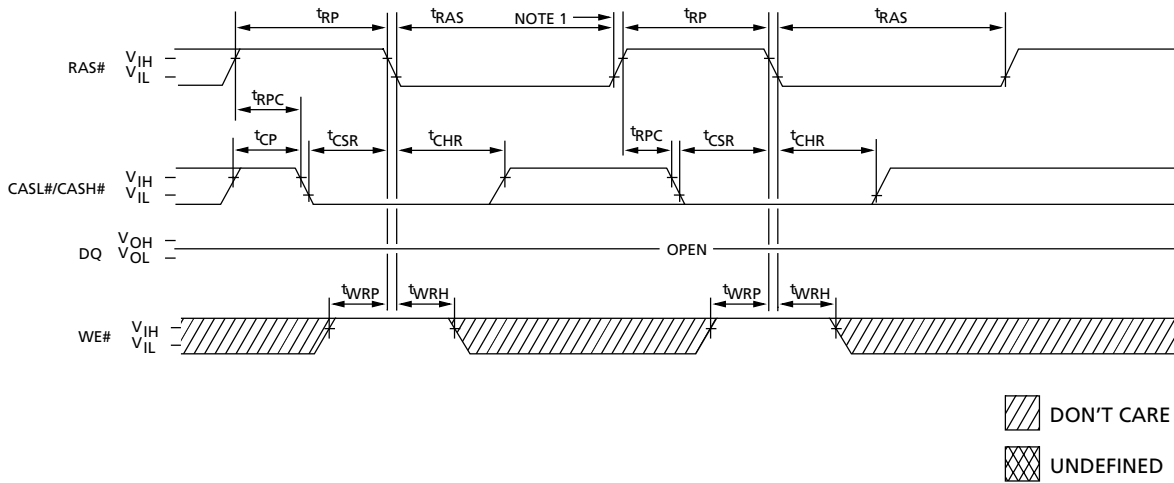 tRP tRAS NOTE 1 tRP tRAS
RAS# VIH
VIL
tRPC
tCP tCSR tCHR tRPC tCSR tCHR
CASL#/CASH# VIH
VIL
DQ VOH
VOL
OPEN
tWRP tWRH tWRP tWRH
WE# VIH
VIL
DON'T CARE
UNDEFINED